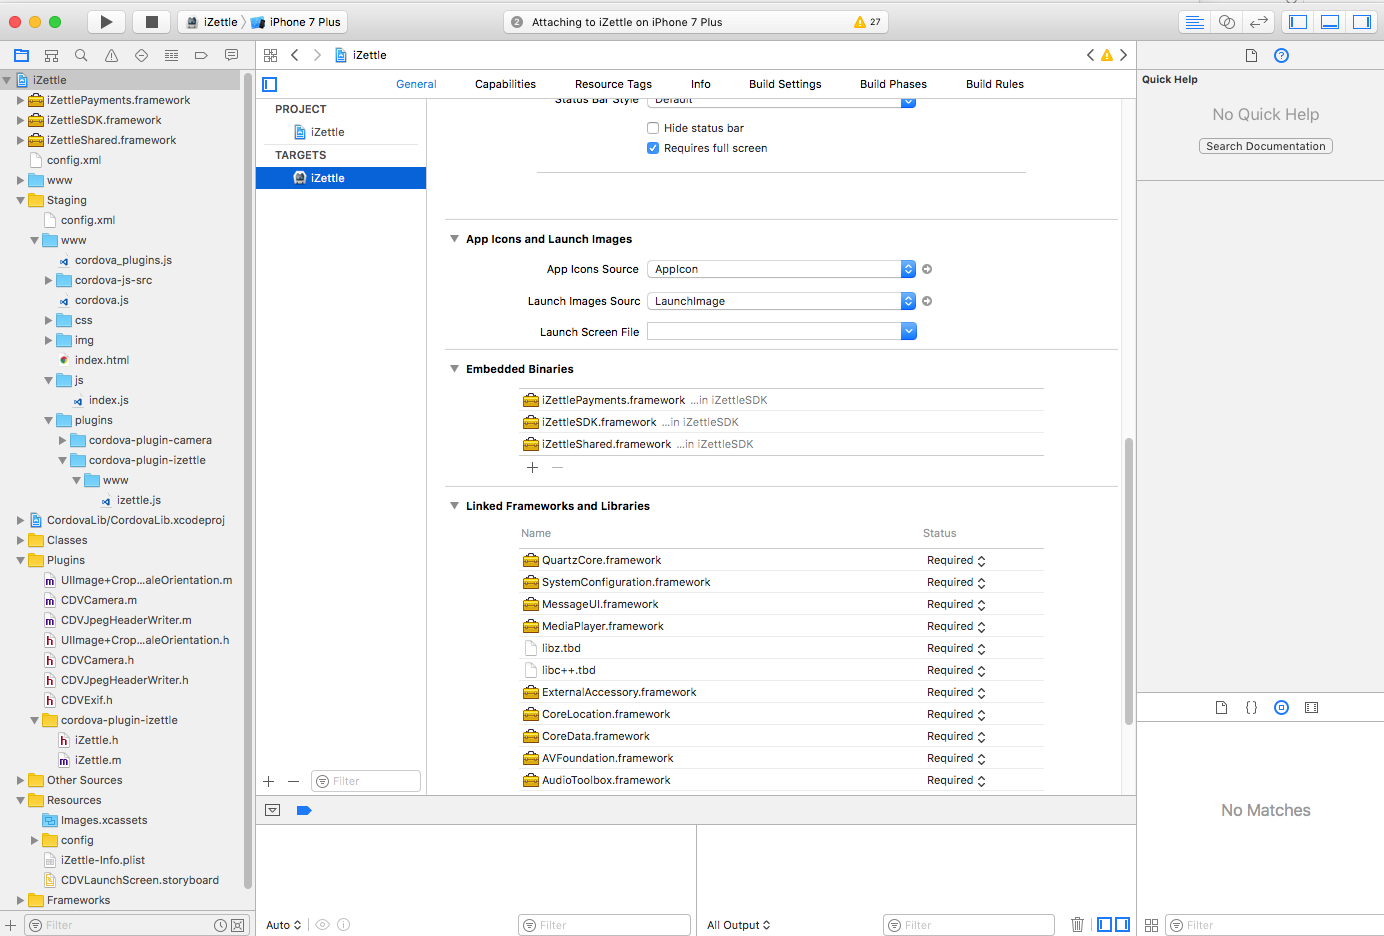 iZettle
iPhone 7 Plus
2
Attaching to iZettle on iPhone 7 Plus
27
iZettle
General
Capabilities
Resource Tags
Info
Build Settings
Build Phases
Build Rules
iZettle
iZettlePayments.framework
iZettleSDK.framework
iZettleShared.framework
config.xml
www
Staging
config.xml
www
cordova_plugins.js
cordova-js-src
cordova.js
css
img
index.html
js
index.js
plugins
cordova-plugin-camera
cordova-plugin-izettle
www
izettle.js
CordovaLib/CordovaLib.xcodeproj
Classes
Plugins
UIImage+Crop...aleOrientation.m
CDVCamera.m
CDVJpegHeaderWriter.m
UIImage+Crop...aleOrientation.h
CDVCamera.h
CDVJpegHeaderWriter.h
CDVExif.h
cordova-plugin-izettle
iZettle.h
iZettle.m
Other Sources
Resources
Images.xcassets
config
iZettle-Info.plist
CDVLaunchScreen.storyboard
Frameworks
Filter
PROJECT
iZettle
TARGETS
iZettle
Filter
Status Bar Style
Default
Hide status bar
Requires full screen
App Icons and Launch Images
App Icons Source
AppIcon
Launch Images Sourc
LaunchImage
Launch Screen File
Embedded Binaries
iZettlePayments.framework ...in iZettleSDK
iZettleSDK.framework ...in iZettleSDK
iZettleShared.framework ...in iZettleSDK
Linked Frameworks and Libraries
Name
Status
QuartzCore.framework
Required
SystemConfiguration.framework
Required
MessageUI.framework
Required
MediaPlayer.framework
Required
libz.tbd
Required
libc++.tbd
Required
ExternalAccessory.framework
Required
CoreLocation.framework
Required
CoreData.framework
Required
AVFoundation.framework
Required
AudioToolbox.framework
Required
Auto
Filter
All Output
Filter
Quick Help
No Quick Help
Search Documentation
No Matches
Filter